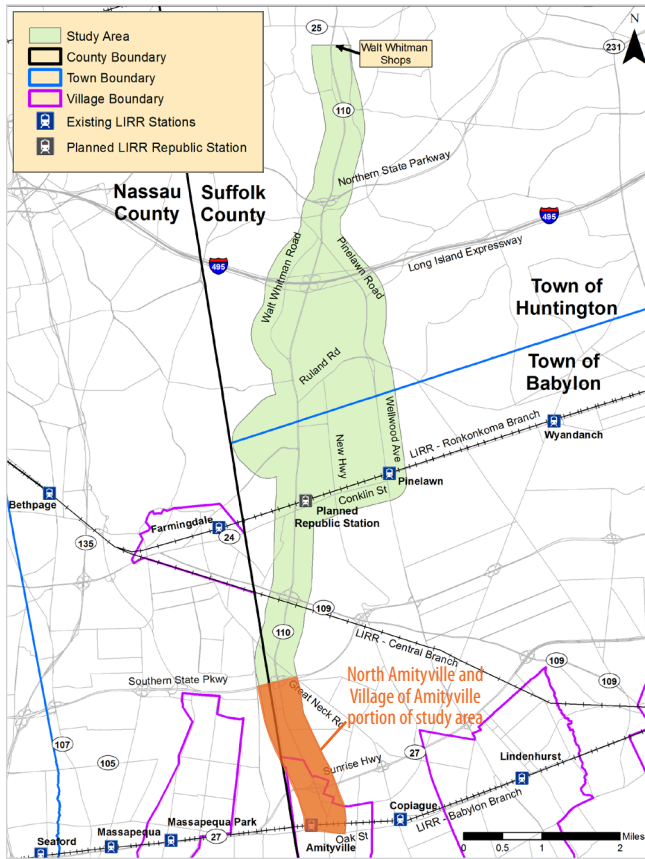 Study Area
County Boundary
Town Boundary
Village Boundary
Existing LIRR Stations
Planned LIRR Republic Station
25
Walt Whitman
Shops
N
231
110
Northern State Parkway
Nassau
County
Suffolk
County
495
495
Long Island Expressway
Walt Whitman Road
Pinelawn Road
Town of
Huntington
Ruland Rd
Town of
Babylon
Wellwood Ave
New Hwy
LIRR - Ronkonkoma Branch
Wyandanch
Pinelawn
Conklin St
Planned
Republic Station
Bethpage
Farmingdale
24
135
109
110
LIRR - Central Branch
109
109
Southern State Pkwy
Great Neck Rd
North Amityville and
Village of Amityville
portion of study area
107
105
27
Sunrise Hwy
Lindenhurst
Copiague
LIRR - Babylon Branch
Massapequa Park
Massapequa
27
Seaford
Amityville
Oak St
0
0.5
1
2
Miles